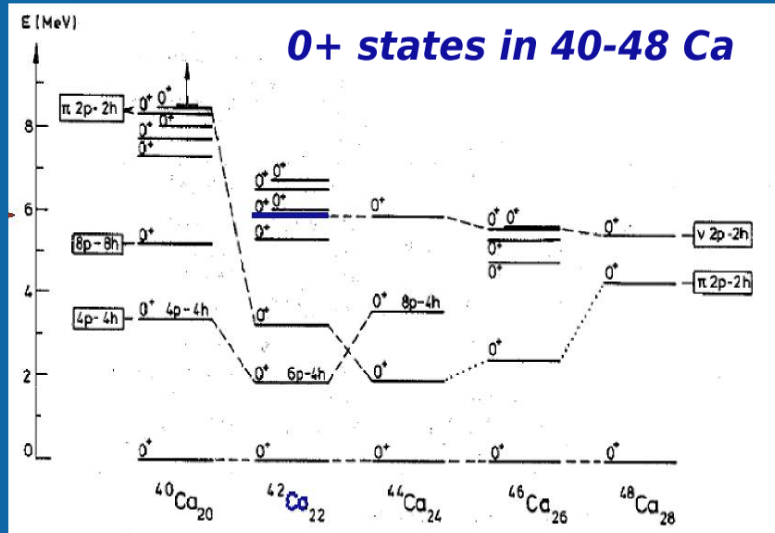 E (MeV)
0+ states in 40-48 Ca
π 2p-2h
0⁺ 0⁺
0⁺
0⁺
0⁺
8
0⁺ 0⁺
0⁺ 0⁺
0⁺
6
0⁺
0⁺ 0⁺
0⁺
0⁺
0⁺
ν 2p-2h
8p-8h
0⁺
0⁺
π 2p-2h
4
4p-4h
0⁺ 4p-4h
0⁺
0⁺ 8p-4h
0⁺
2
0⁺ 6p-4h
0⁺
0
0⁺
0⁺
0⁺
0⁺
0⁺
⁴⁰Ca₂₀
⁴²Ca₂₂
⁴⁴Ca₂₄
⁴⁶Ca₂₆
⁴⁸Ca₂₈